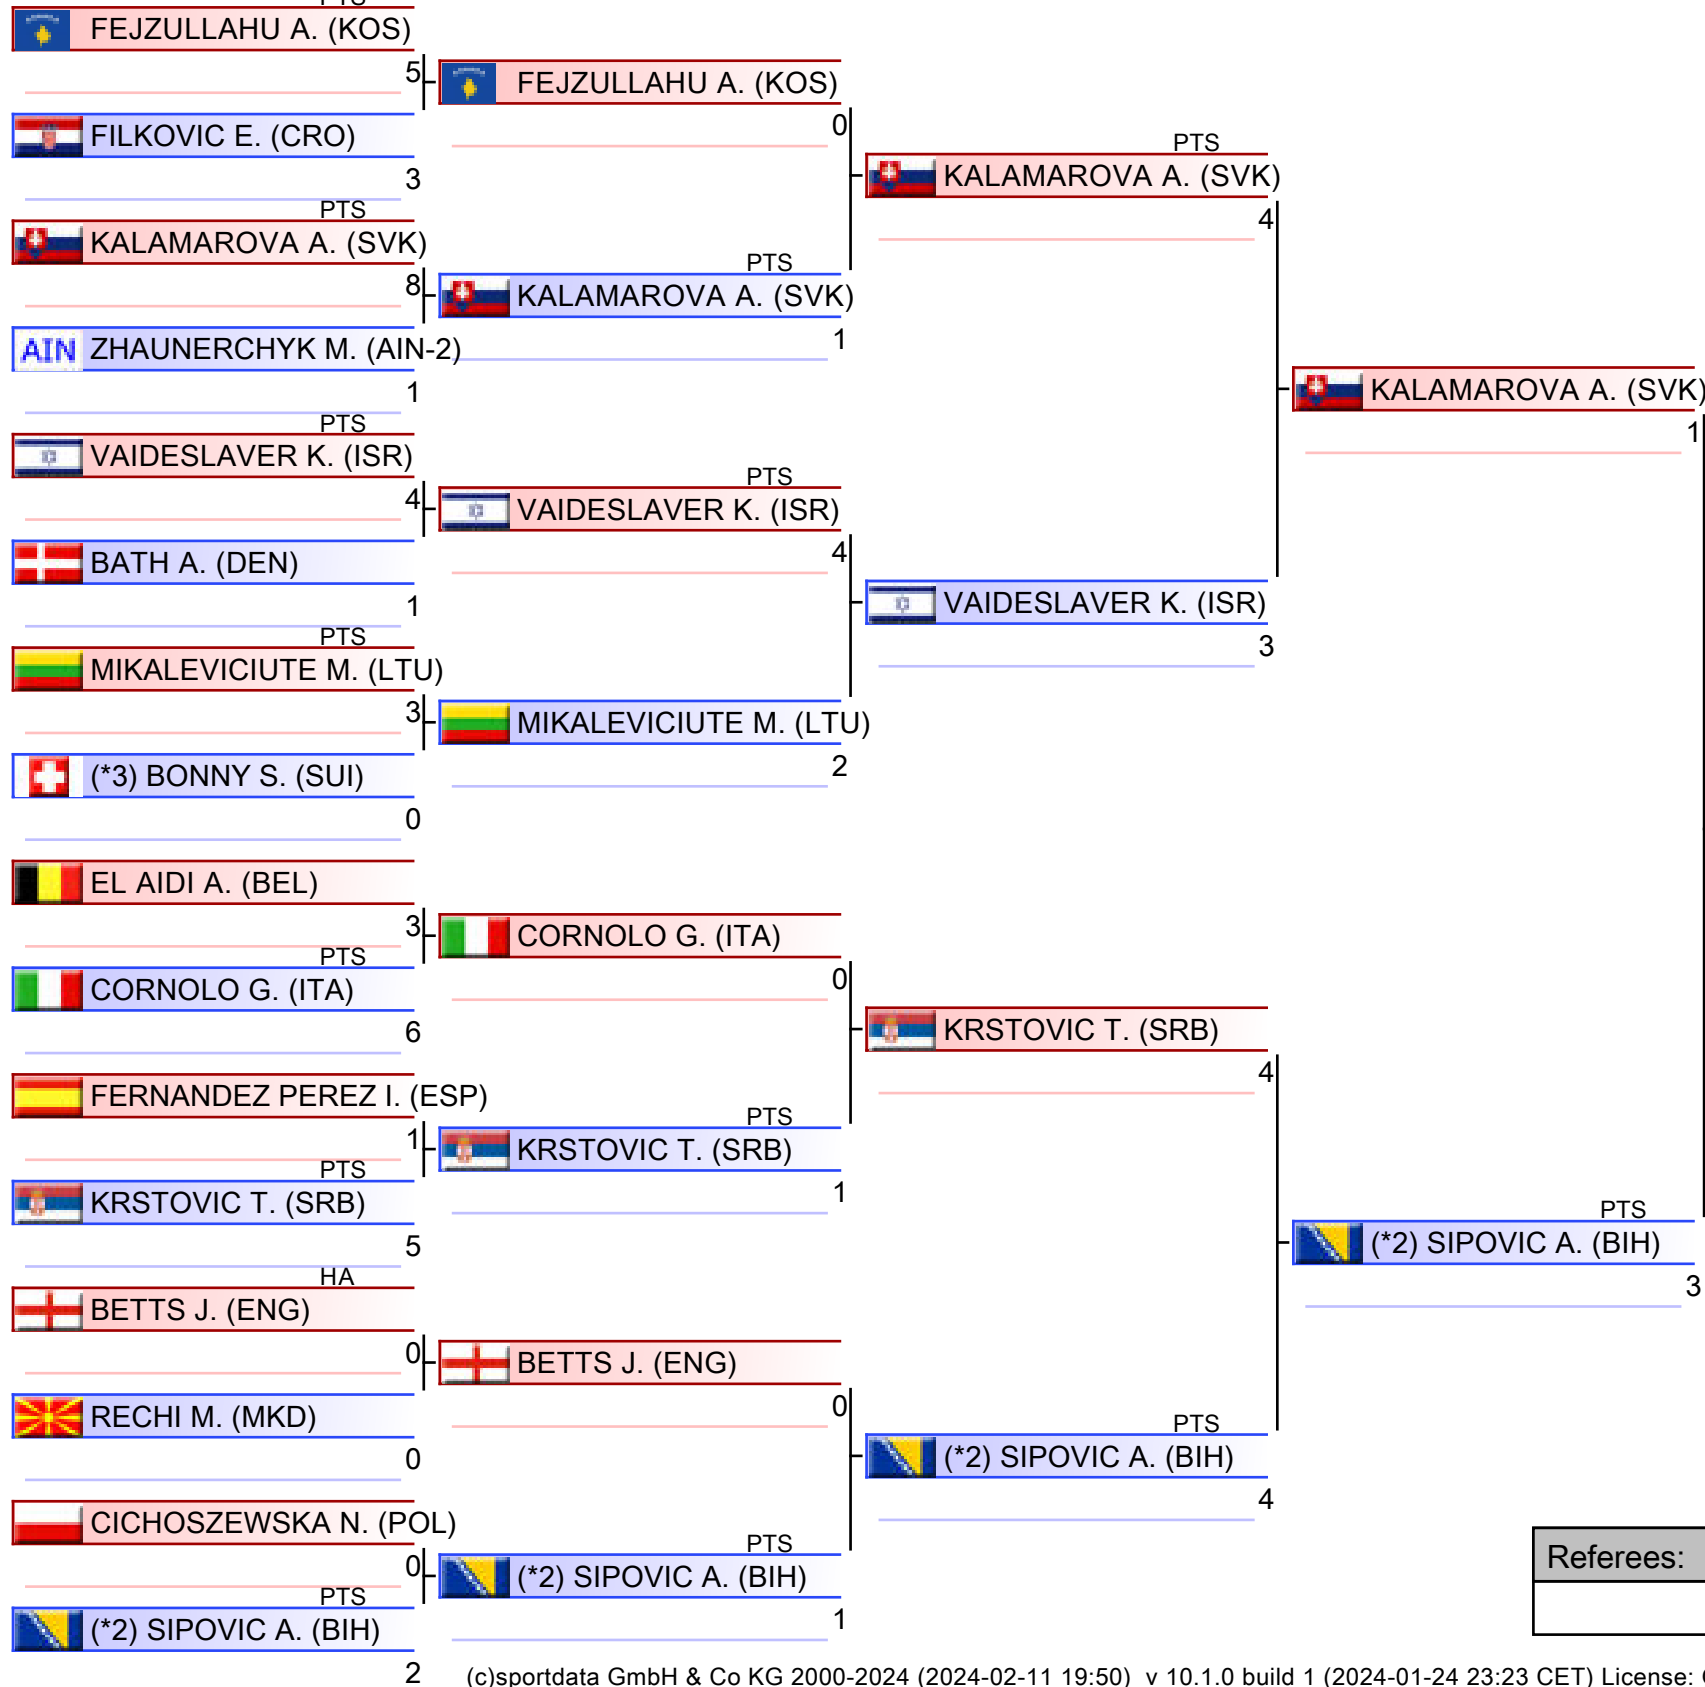 PTS
FEJZULLAHU A. (KOS)
5
FILKOVIC E. (CRO)
3
PTS
KALAMAROVA A. (SVK)
8
AIN ZHAUNERCHYK M. (AIN-2)
1
PTS
VAIDESLAVER K. (ISR)
4
BATH A. (DEN)
1
PTS
MIKALEVICIUTE M. (LTU)
3
(*3) BONNY S. (SUI)
0
EL AIDI A. (BEL)
3
PTS
CORNOLO G. (ITA)
6
FERNANDEZ PEREZ I. (ESP)
1
PTS
KRSTOVIC T. (SRB)
5
HA
BETTS J. (ENG)
0
RECHI M. (MKD)
0
CICHOSZEWSKA N. (POL)
0
PTS
(*2) SIPOVIC A. (BIH)
2
FEJZULLAHU A. (KOS)
0
PTS
KALAMAROVA A. (SVK)
1
PTS
VAIDESLAVER K. (ISR)
4
MIKALEVICIUTE M. (LTU)
2
CORNOLO G. (ITA)
0
PTS
KRSTOVIC T. (SRB)
1
BETTS J. (ENG)
0
PTS
(*2) SIPOVIC A. (BIH)
1
PTS
KALAMAROVA A. (SVK)
4
VAIDESLAVER K. (ISR)
3
KRSTOVIC T. (SRB)
4
PTS
(*2) SIPOVIC A. (BIH)
4
KALAMAROVA A. (SVK)
1
PTS
(*2) SIPOVIC A. (BIH)
3
Referees:
(c)sportdata GmbH & Co KG 2000-2024 (2024-02-11 19:50) v 10.1.0 build 1 (2024-01-24 23:23 CET) License: